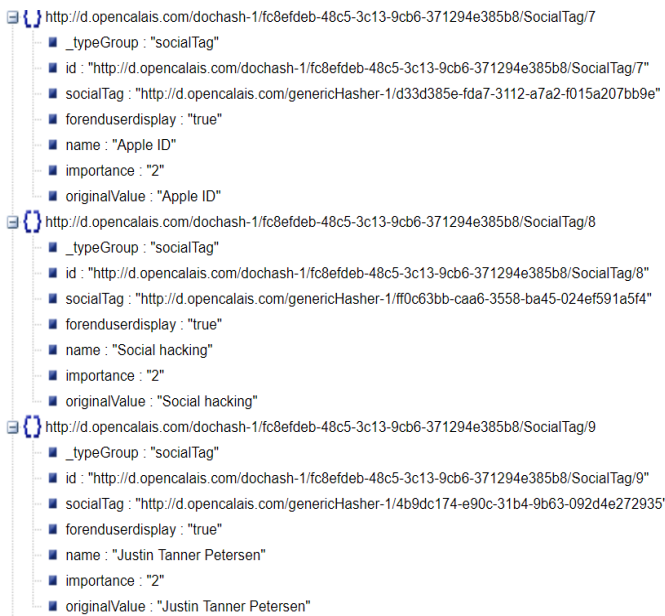 http://d.opencalais.com/dochash-1/fc8efdeb-48c5-3c13-9cb6-371294e385b8/SocialTag/7
_typeGroup : "socialTag"
id : "http://d.opencalais.com/dochash-1/fc8efdeb-48c5-3c13-9cb6-371294e385b8/SocialTag/7"
socialTag : "http://d.opencalais.com/genericHasher-1/d33d385e-fda7-3112-a7a2-f015a207bb9e"
forenduserdisplay : "true"
name : "Apple ID"
importance : "2"
originalValue : "Apple ID"
http://d.opencalais.com/dochash-1/fc8efdeb-48c5-3c13-9cb6-371294e385b8/SocialTag/8
_typeGroup : "socialTag"
id : "http://d.opencalais.com/dochash-1/fc8efdeb-48c5-3c13-9cb6-371294e385b8/SocialTag/8"
socialTag : "http://d.opencalais.com/genericHasher-1/ff0c63bb-caa6-3558-ba45-024ef591a5f4"
forenduserdisplay : "true"
name : "Social hacking"
importance : "2"
originalValue : "Social hacking"
http://d.opencalais.com/dochash-1/fc8efdeb-48c5-3c13-9cb6-371294e385b8/SocialTag/9
_typeGroup : "socialTag"
id : "http://d.opencalais.com/dochash-1/fc8efdeb-48c5-3c13-9cb6-371294e385b8/SocialTag/9"
socialTag : "http://d.opencalais.com/genericHasher-1/4b9dc174-e90c-31b4-9b63-092d4e272935"
forenduserdisplay : "true"
name : "Justin Tanner Petersen"
importance : "2"
originalValue : "Justin Tanner Petersen"